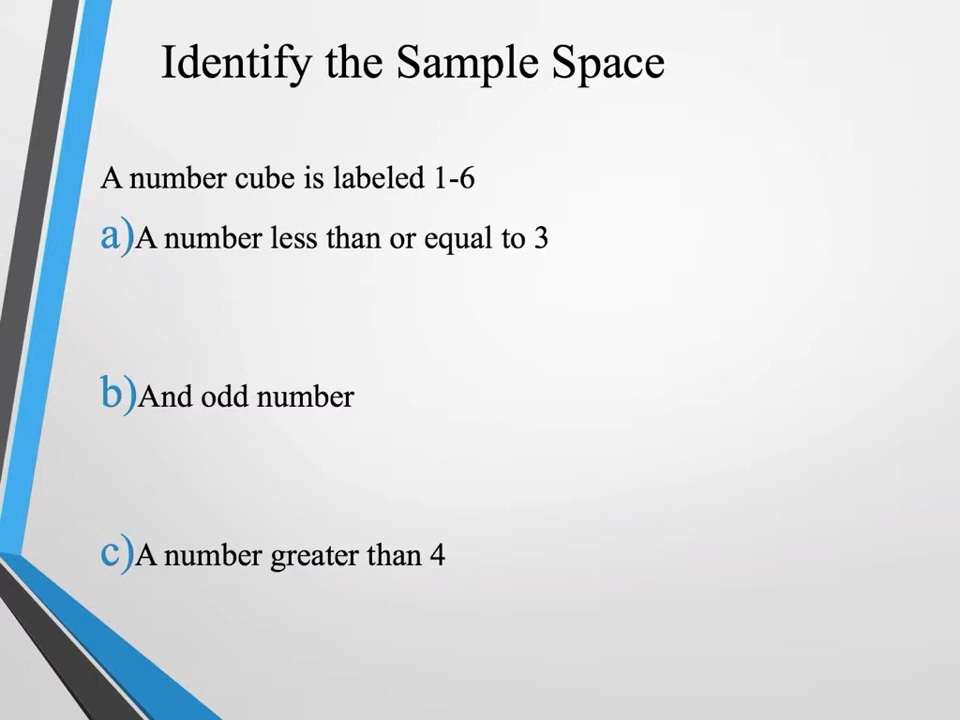 Identify the Sample Space
A number cube is labeled 1-6
a)A number less than or equal to 3
b)And odd number
c)A number greater than 4